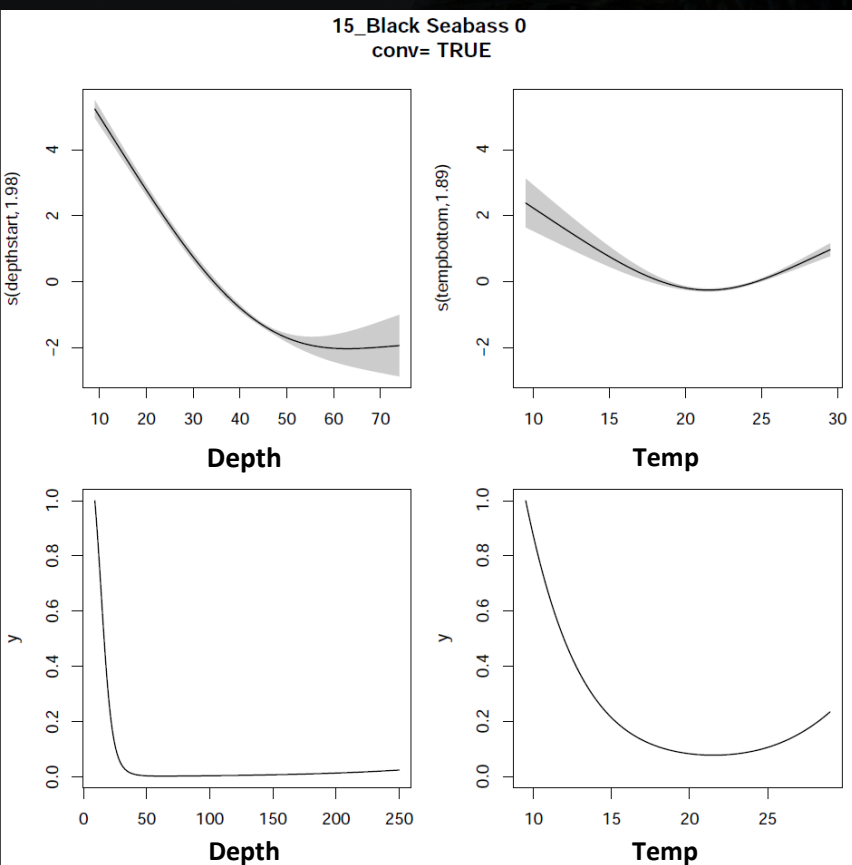 15_Black Seabass 0
conv= TRUE
s(depthstart,1.98)
4
2
0
−2
10 20 30 40 50 60 70
Depth
s(tempbottom,1.89)
4
2
0
−2
10 15 20 25 30
Temp
y
1.0
0.8
0.6
0.4
0.2
0.0
0 50 100 150 200 250
Depth
y
1.0
0.8
0.6
0.4
0.2
0.0
10 15 20 25
Temp